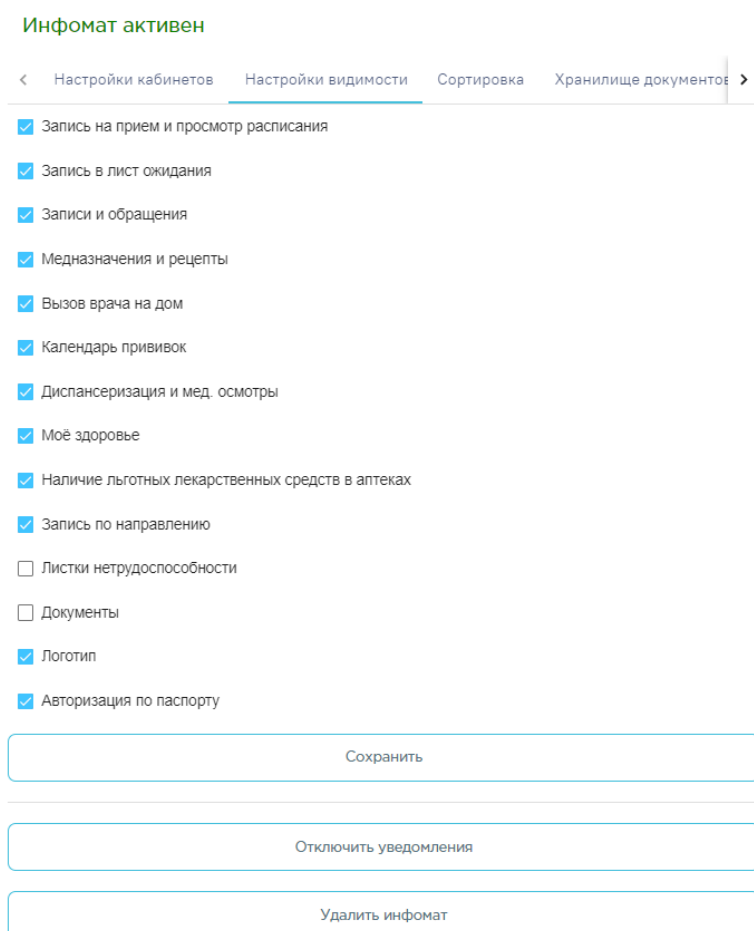 Инфомат активен
Настройки кабинетов Настройки видимости Сортировка Хранилище документов
Запись на прием и просмотр расписания
Запись в лист ожидания
Записи и обращения
Медназначения и рецепты
Вызов врача на дом
Календарь прививок
Диспансеризация и мед. осмотры
Моё здоровье
Наличие льготных лекарственных средств в аптеках
Запись по направлению
Листки нетрудоспособности
Документы
Логотип
Авторизация по паспорту
Сохранить
Отключить уведомления
Удалить инфомат